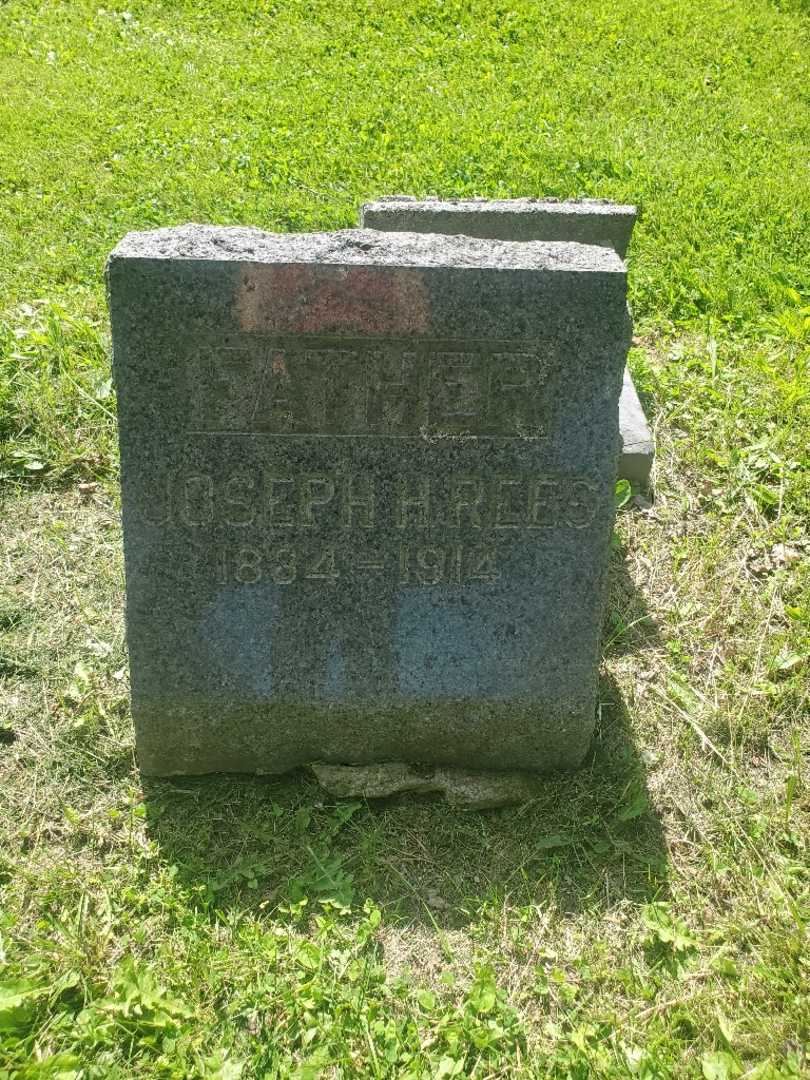 FATHER
JOSEPH H. REES
1834 - 1914